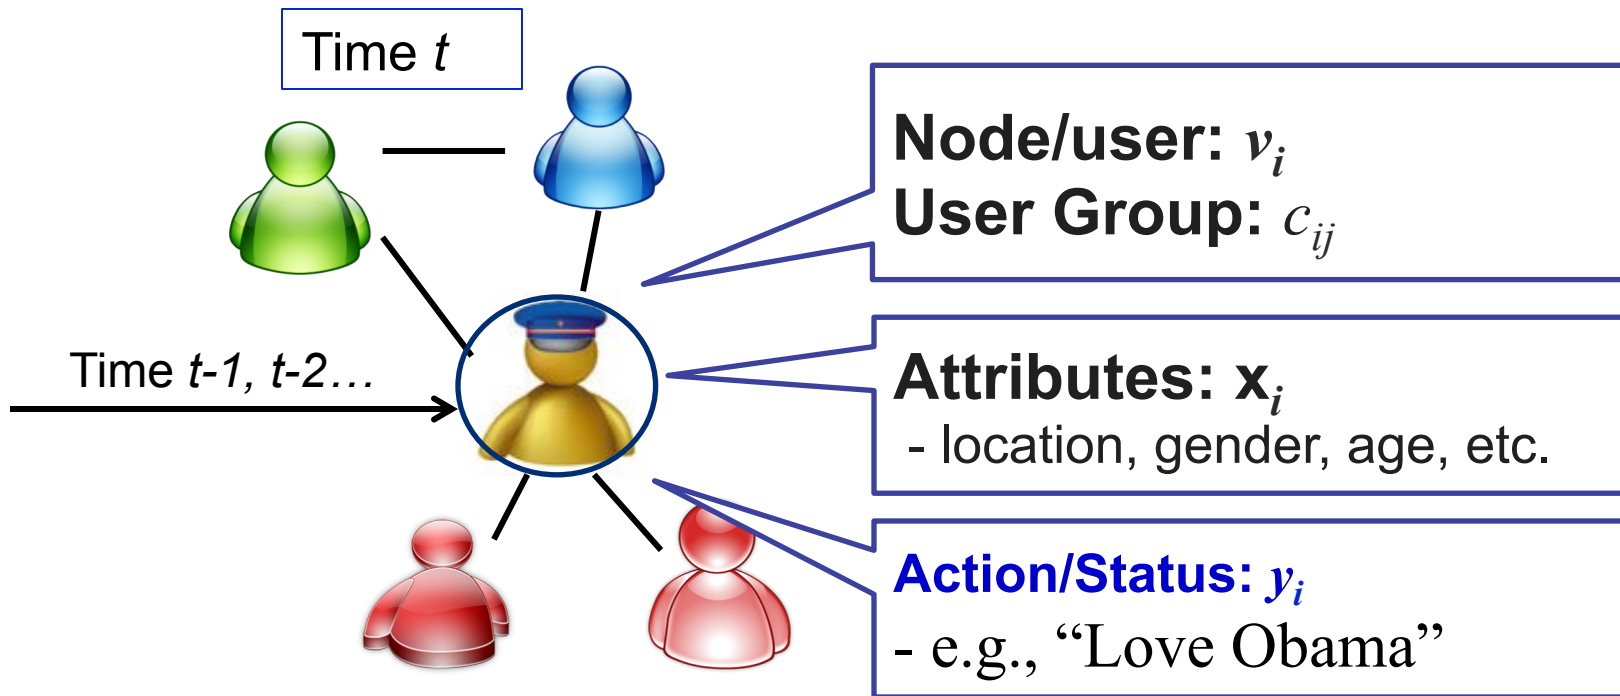 Time t
Node/user: vᵢ
User Group: cᵢⱼ
Time t-1, t-2…
Attributes: xᵢ
- location, gender, age, etc.
Action/Status: yᵢ
- e.g., “Love Obama”